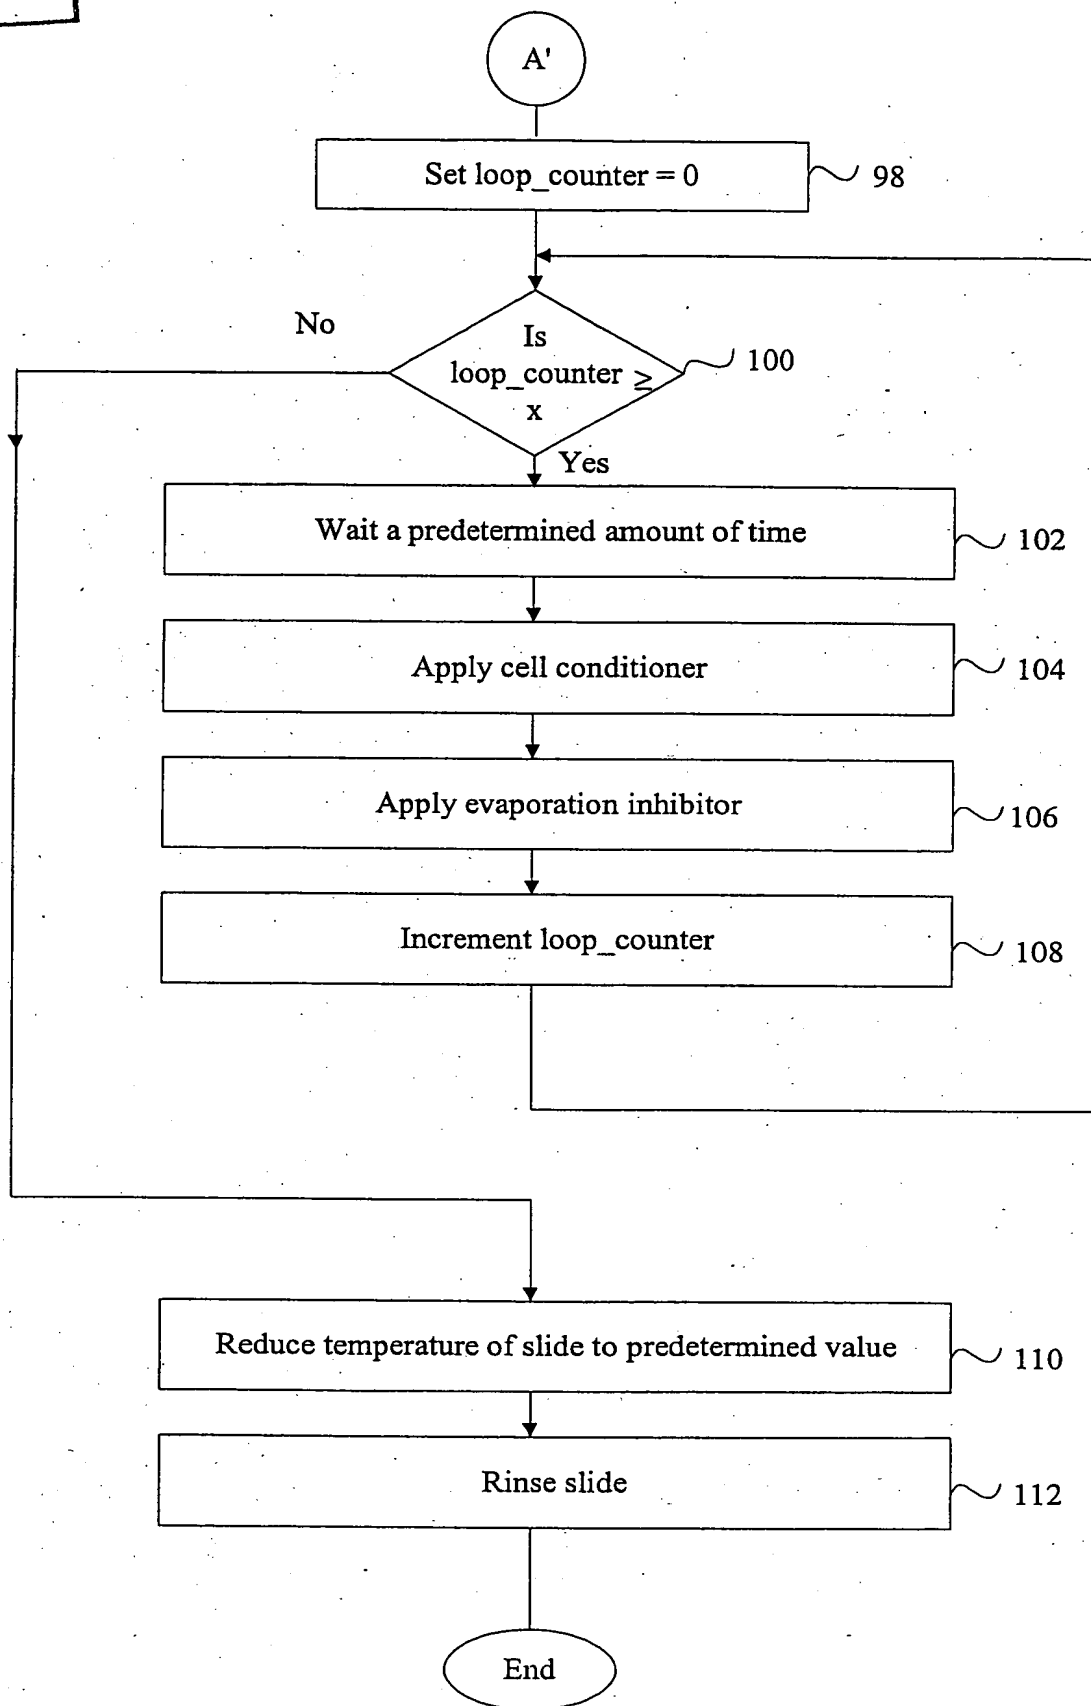 A'
Set loop_counter = 0
98
No
Is
loop_counter ≥
x
100
Yes
Wait a predetermined amount of time
102
Apply cell conditioner
104
Apply evaporation inhibitor
106
Increment loop_counter
108
Reduce temperature of slide to predetermined value
110
Rinse slide
112
End